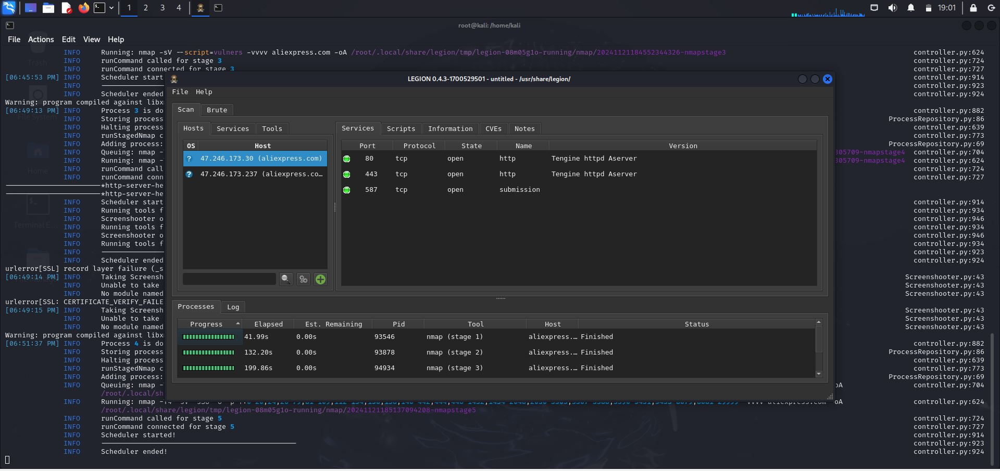 1 2 3 4 19:01
root@kali: /home/kali
File Actions Edit View Help
INFO Running: nmap -sV --script=vulners -vvvv aliexpress.com -oA /root/.local/share/legion/tmp/legion-08m05g1o-running/nmap/20241121184552344326-nmapstage3 controller.py:624
Trash
INFO runCommand called for stage 3 controller.py:724
INFO runCommand connected for stage 3 controller.py:727
[06:45:53 PM] INFO Scheduler start controller.py:914
INFO controller.py:923
INFO Scheduler ended controller.py:924
Warning: program compiled against libx
[06:49:13 PM] INFO Process 3 is do controller.py:882
File System
INFO Storing process ProcessRepository.py:86
INFO Halting process controller.py:639
INFO runStagedNmap c controller.py:773
INFO Adding process: ProcessRepository.py:69
INFO Queuing: nmap - 305709-nmapstage4 controller.py:704
INFO Running: nmap - 305709-nmapstage4 controller.py:624
Home
INFO runCommand call controller.py:724
INFO runCommand conn controller.py:727
*http-server-he
*http-server-he
INFO Scheduler start controller.py:914
INFO Running tools f controller.py:934
INFO Screenshooter o controller.py:946
Terminal E...
INFO Running tools f controller.py:934
INFO Screenshooter o controller.py:946
INFO Running tools f controller.py:934
INFO controller.py:923
INFO Scheduler ended controller.py:924
urlerror[SSL] record layer failure (_s
[06:49:14 PM] INFO Taking Screensh Screenshooter.py:43
INFO Unable to take Screenshooter.py:43
INFO No module named Screenshooter.py:43
urlerror[SSL: CERTIFICATE_VERIFY_FAILE
[06:49:15 PM] INFO Taking Screensh Screenshooter.py:43
INFO Unable to take Screenshooter.py:43
INFO No module named Screenshooter.py:43
Warning: program compiled against libx
[06:51:37 PM] INFO Process 4 is do controller.py:882
INFO Storing process ProcessRepository.py:86
INFO Halting process controller.py:639
INFO runStagedNmap c controller.py:773
INFO Adding process: ProcessRepository.py:69
INFO Queuing: nmap - oA controller.py:704
/root/.local/sh
INFO Running: nmap oA controller.py:624
/root/.local/share/legion/tmp/legion-08m05g1o-running/nmap/20241121185137094208-nmapstage5
INFO runCommand called for stage 5 controller.py:724
INFO runCommand connected for stage 5 controller.py:727
INFO Scheduler started! controller.py:914
INFO controller.py:923
INFO Scheduler ended! controller.py:924
LEGION 0.4.3-1700529501 - untitled - /usr/share/legion/
File Help
Scan Brute
Hosts Services Tools
OS Host
? 47.246.173.30 (aliexpress.com)
? 47.246.173.237 (aliexpress.co…
Services Scripts Information CVEs Notes
Port Protocol State Name Version
80 tcp open http Tengine httpd Aserver
443 tcp open http Tengine httpd Aserver
587 tcp open submission
Processes Log
Progress Elapsed Est. Remaining Pid Tool Host Status
41.99s 0.00s 93546 nmap (stage 1) aliexpress.… Finished
132.20s 0.00s 93878 nmap (stage 2) aliexpress.… Finished
199.86s 0.00s 94934 nmap (stage 3) aliexpress.… Finished